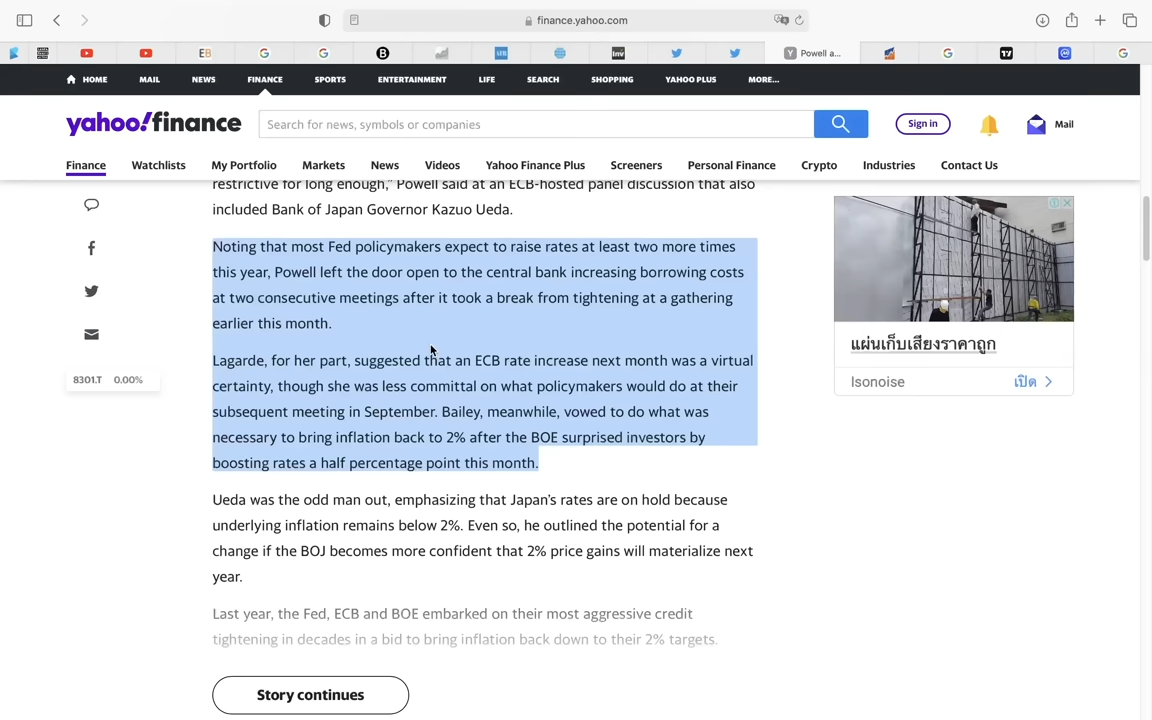 finance.yahoo.com
EB
Powell a...
HOME
MAIL
NEWS
FINANCE
SPORTS
ENTERTAINMENT
LIFE
SEARCH
SHOPPING
YAHOO PLUS
MORE...
yahoo!finance
Search for news, symbols or companies
Sign in
Mail
Finance
Watchlists
My Portfolio
Markets
News
Videos
Yahoo Finance Plus
Screeners
Personal Finance
Crypto
Industries
Contact Us
restrictive for long enough,” Powell said at an ECB-hosted panel discussion that also
included Bank of Japan Governor Kazuo Ueda.
Noting that most Fed policymakers expect to raise rates at least two more times
this year, Powell left the door open to the central bank increasing borrowing costs
at two consecutive meetings after it took a break from tightening at a gathering
earlier this month.
Lagarde, for her part, suggested that an ECB rate increase next month was a virtual
certainty, though she was less committal on what policymakers would do at their
subsequent meeting in September. Bailey, meanwhile, vowed to do what was
necessary to bring inflation back to 2% after the BOE surprised investors by
boosting rates a half percentage point this month.
Ueda was the odd man out, emphasizing that Japan’s rates are on hold because
underlying inflation remains below 2%. Even so, he outlined the potential for a
change if the BOJ becomes more confident that 2% price gains will materialize next
year.
Last year, the Fed, ECB and BOE embarked on their most aggressive credit
tightening in decades in a bid to bring inflation back down to their 2% targets.
Story continues
8301.T 0.00%
แผ่นเก็บเสียงราคาถูก
Isonoise
เปิด